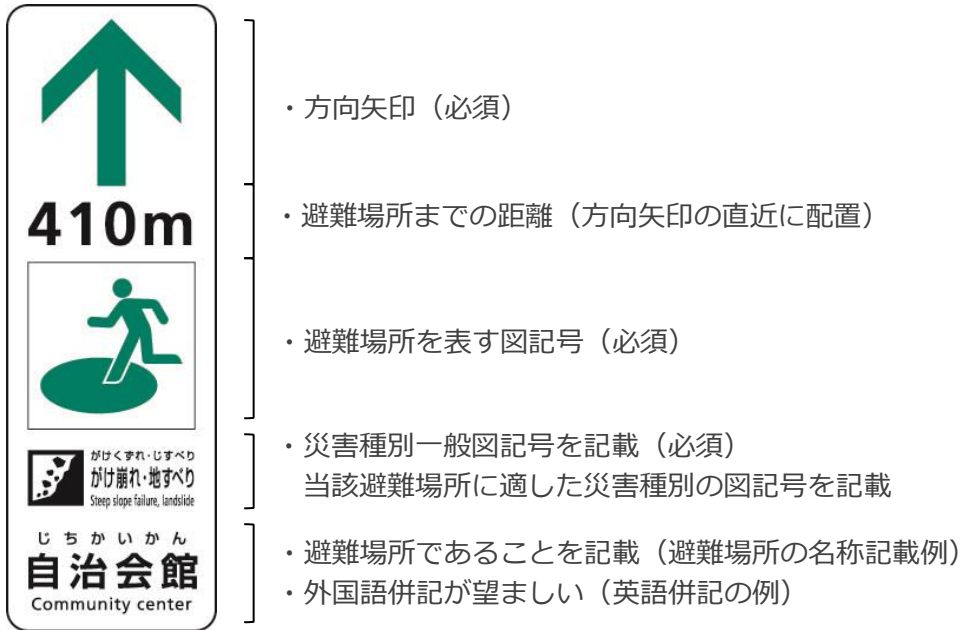 ・方向矢印（必須）
410m
・避難場所までの距離（方向矢印の直近に配置）
・避難場所を表す図記号（必須）
がけくずれ・じすべり
がけ崩れ・地すべり
Steep slope failure, landslide
・災害種別一般図記号を記載（必須）
当該避難場所に適した災害種別の図記号を記載
じちかいかん
自治会館
Community center
・避難場所であることを記載（避難場所の名称記載例）
・外国語併記が望ましい（英語併記の例）